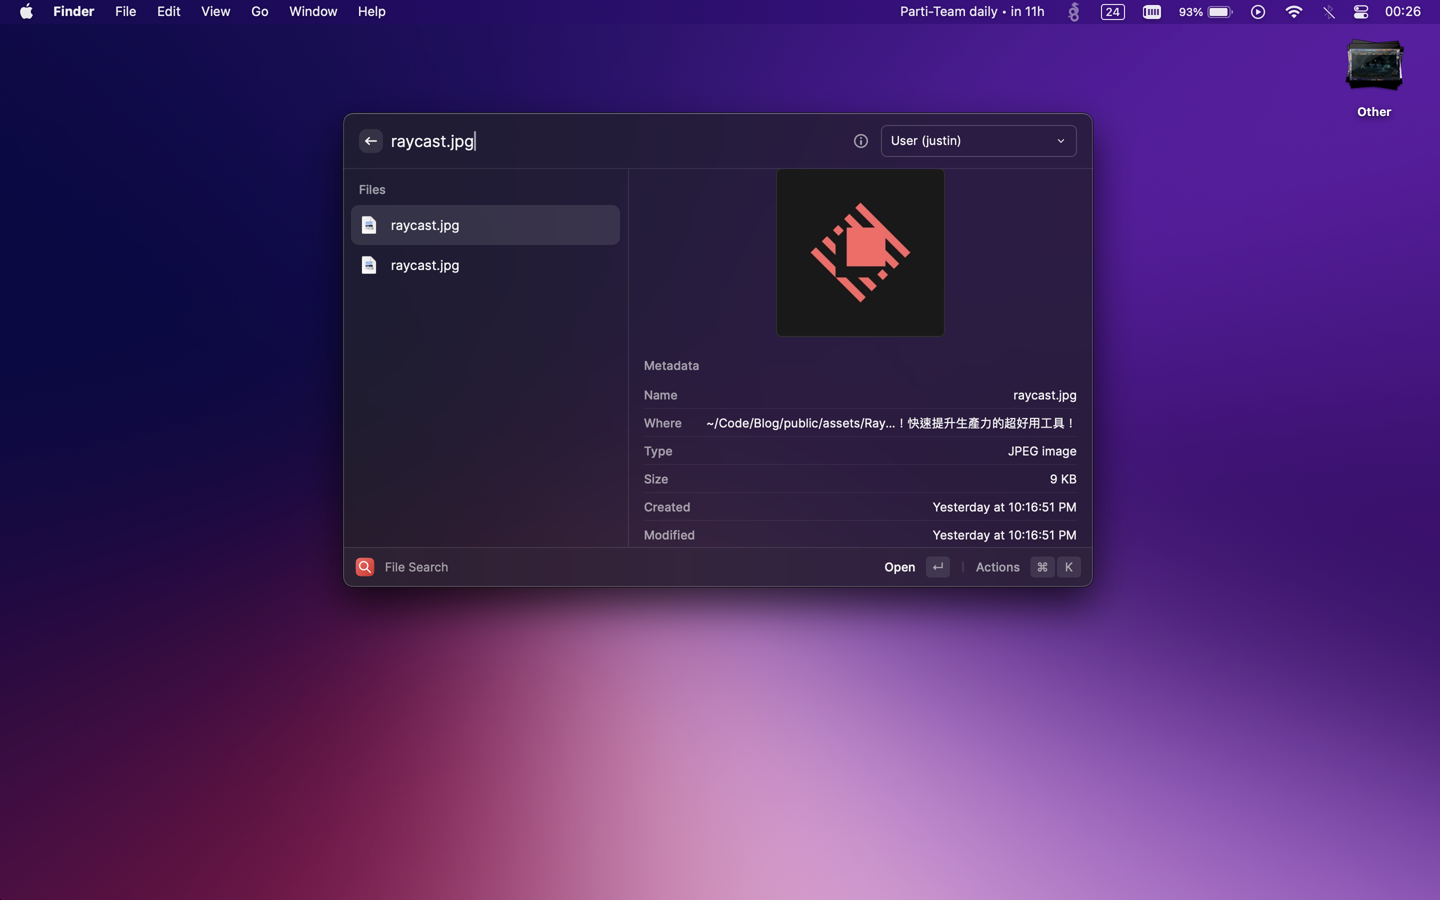 Finder File Edit View Go Window Help Parti-Team daily • in 11h 24 93% 00:26
Other
raycast.jpg User (justin)
Files
raycast.jpg
raycast.jpg
Metadata
Name raycast.jpg
Where ~/Code/Blog/public/assets/Ray...！快速提升生產力的超好用工具！
Type JPEG image
Size 9 KB
Created Yesterday at 10:16:51 PM
Modified Yesterday at 10:16:51 PM
File Search Open ↵ Actions ⌘ K